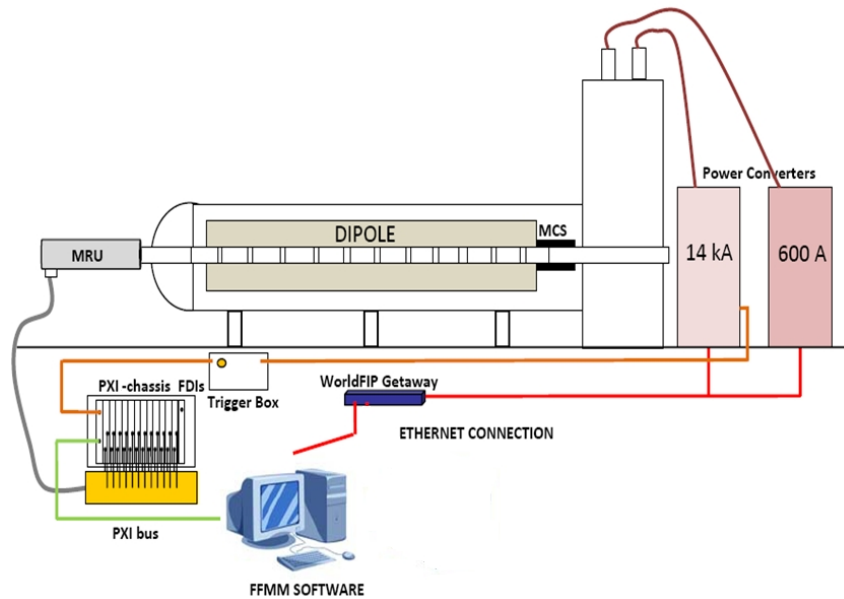 Power Converters
DIPOLE
MCS
MRU
14 kA
600 A
PXI -chassis FDIs
Trigger Box
WorldFIP Getaway
ETHERNET CONNECTION
PXI bus
FFMM SOFTWARE